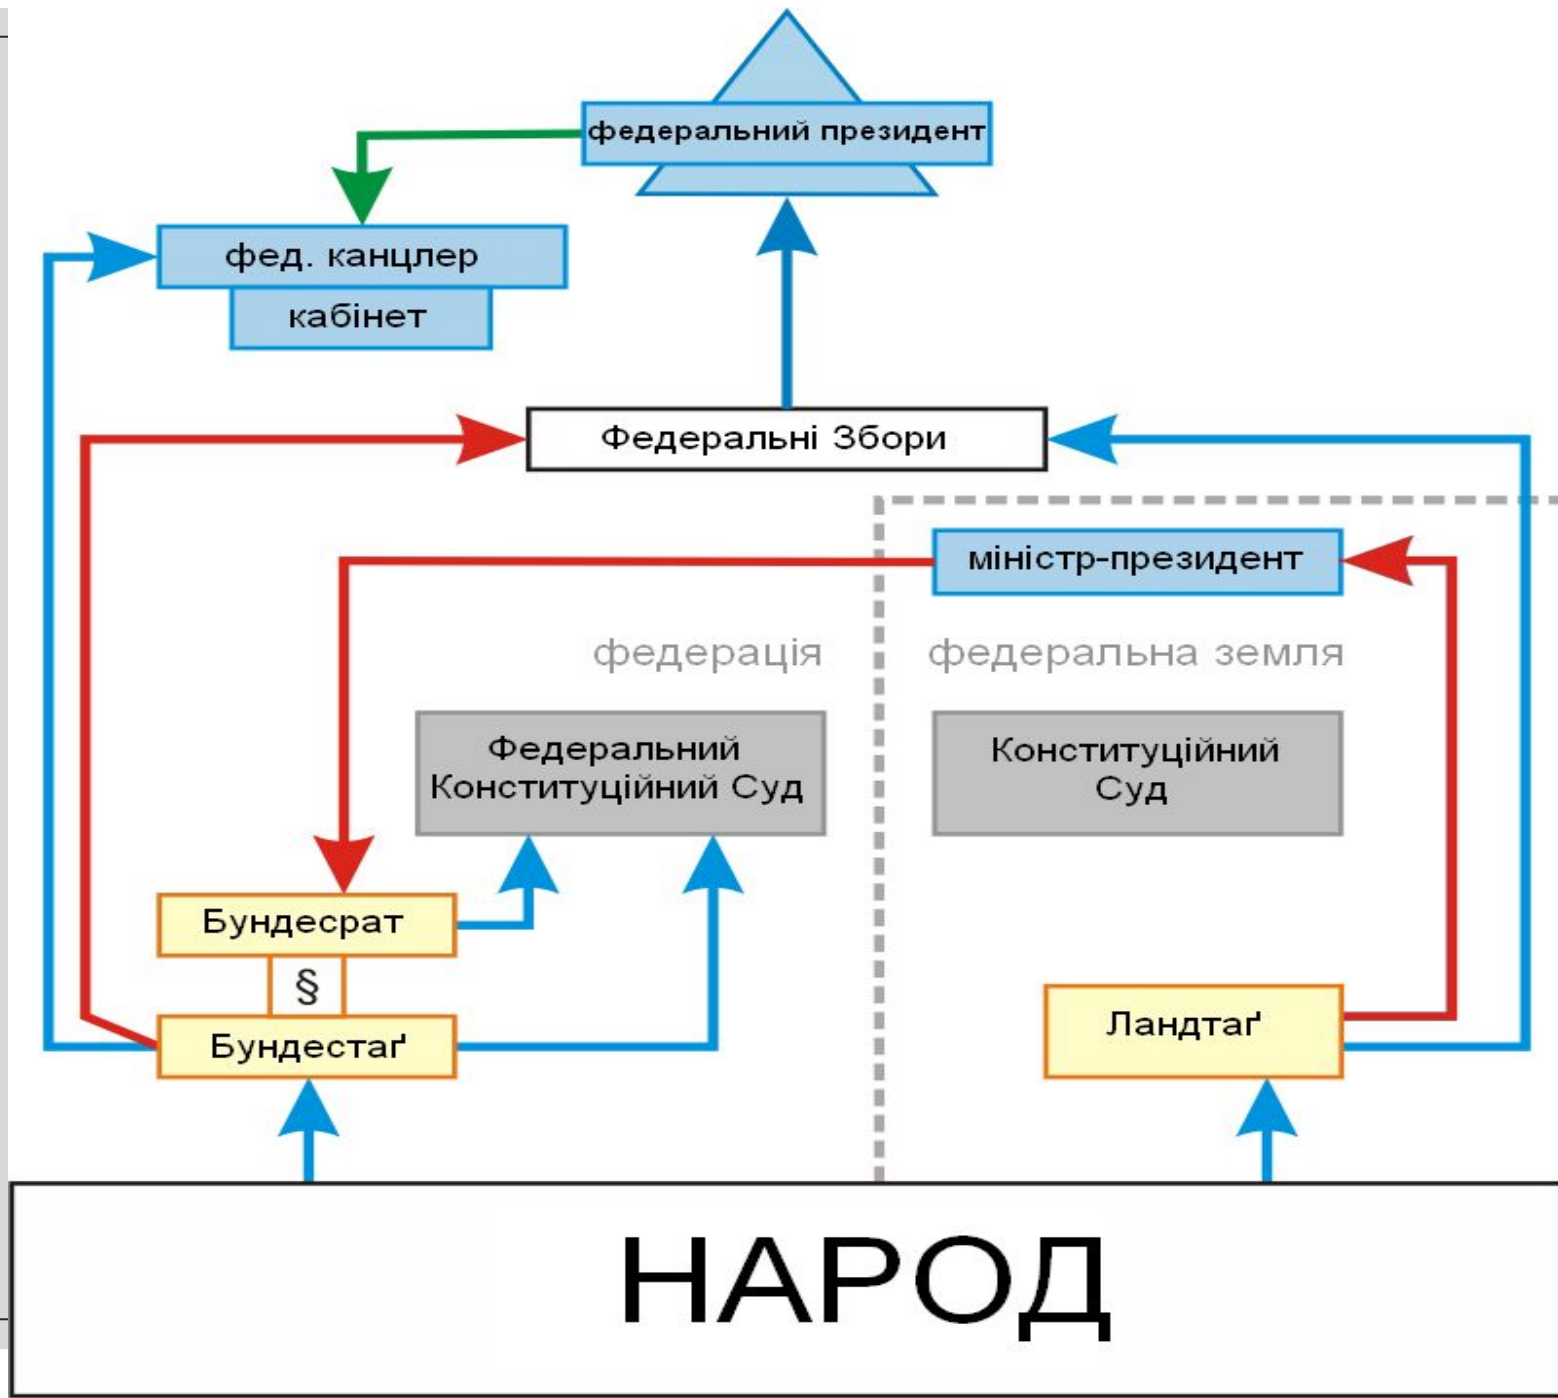 федеральний президент
фед. канцлер
кабінет
Федеральні Збори
міністр-президент
федерація
федеральна земля
Федеральний
Конституційний Суд
Конституційний
Суд
Бундесрат
§
Бундестаґ
Ландтаґ
НАРОД